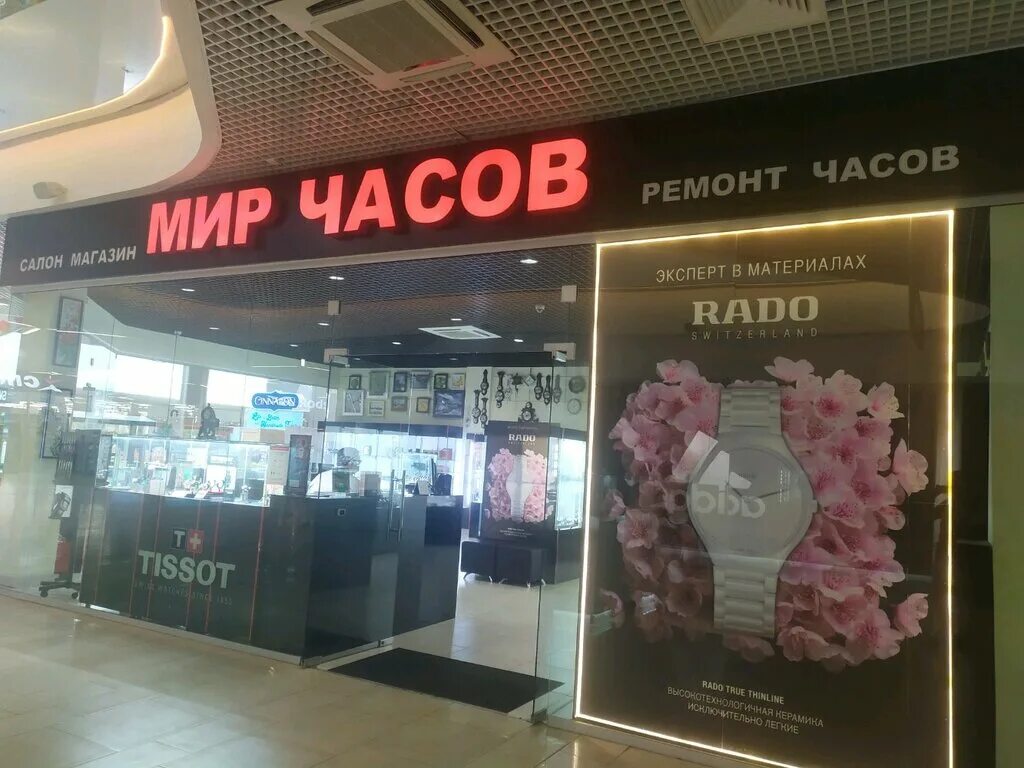 САЛОН МАГАЗИН
МИР ЧАСОВ
РЕМОНТ ЧАСОВ
ЭКСПЕРТ В МАТЕРИАЛАХ
RADO
SWITZERLAND
RADO TRUE THINLINE
ВЫСОКОТЕХНОЛОГИЧНАЯ КЕРАМИКА
ИСКЛЮЧИТЕЛЬНО ЛЕГКИЕ
RADO
TISSOT